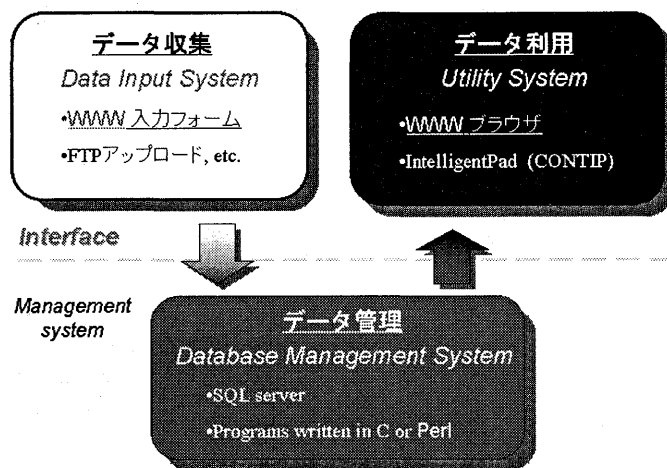 データ収集
Data Input System
•WWW 入力フォーム
•FTPアップロード, etc.
データ利用
Utility System
•WWW ブラウザ
•IntelligentPad (CONTIP)
Interface
Management
system
データ管理
Database Management System
•SQL server
•Programs written in C or Perl